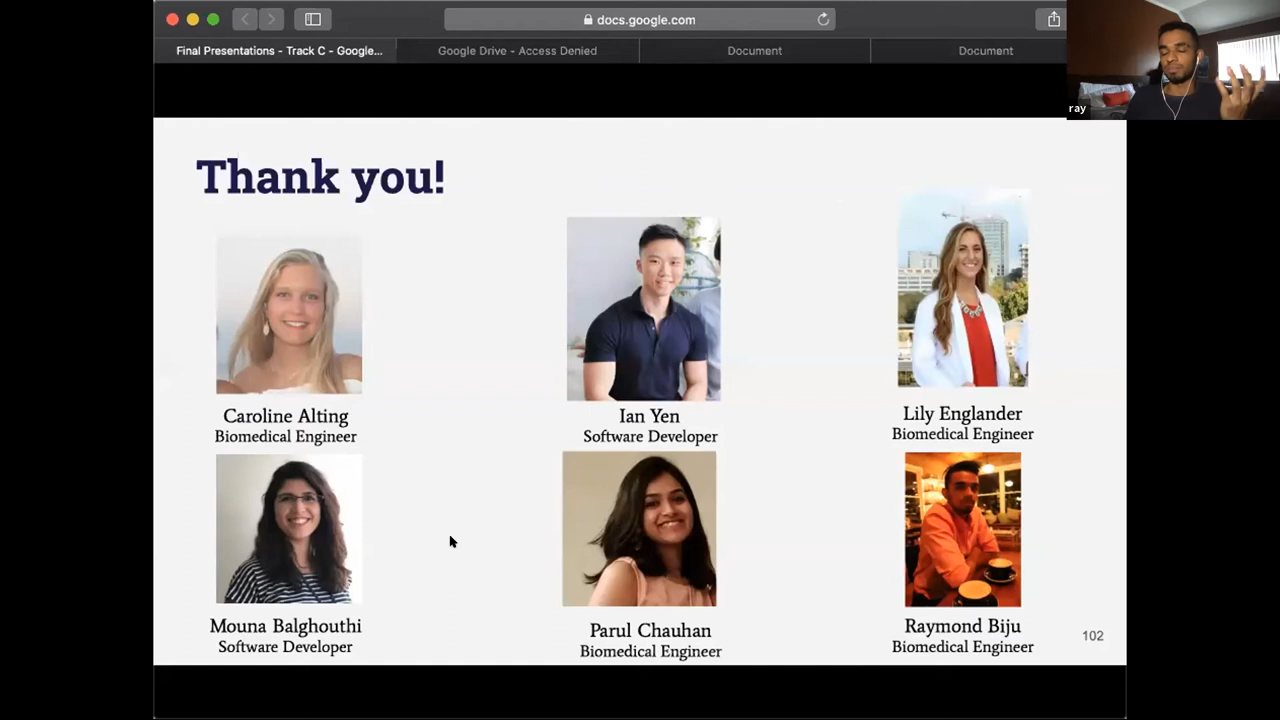 docs.google.com
Final Presentations - Track C - Google...
Google Drive - Access Denied
Document
Document
ray
Thank you!
Caroline Alting
Biomedical Engineer
Ian Yen
Software Developer
Lily Englander
Biomedical Engineer
Mouna Balghouthi
Software Developer
Parul Chauhan
Biomedical Engineer
Raymond Biju
Biomedical Engineer
102